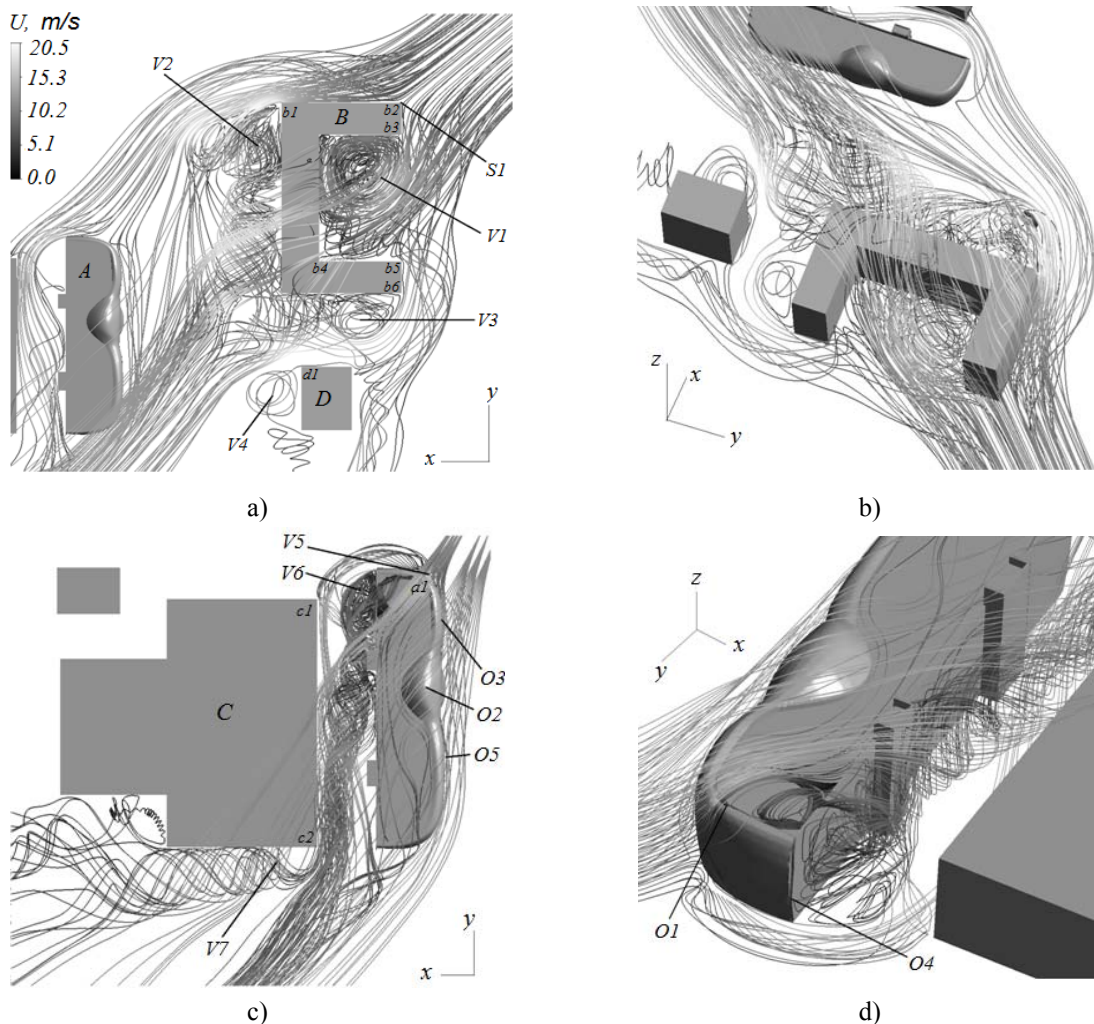 U, m/s
20.5
15.3
10.2
5.1
0.0
V2
b1
B
b2
b3
S1
V1
A
b4
b5
b6
V3
d1
D
V4
y
x
a)
z
x
y
b)
V5
V6
a1
c1
O3
C
O2
O5
c2
V7
y
x
c)
z
x
y
O1
O4
d)